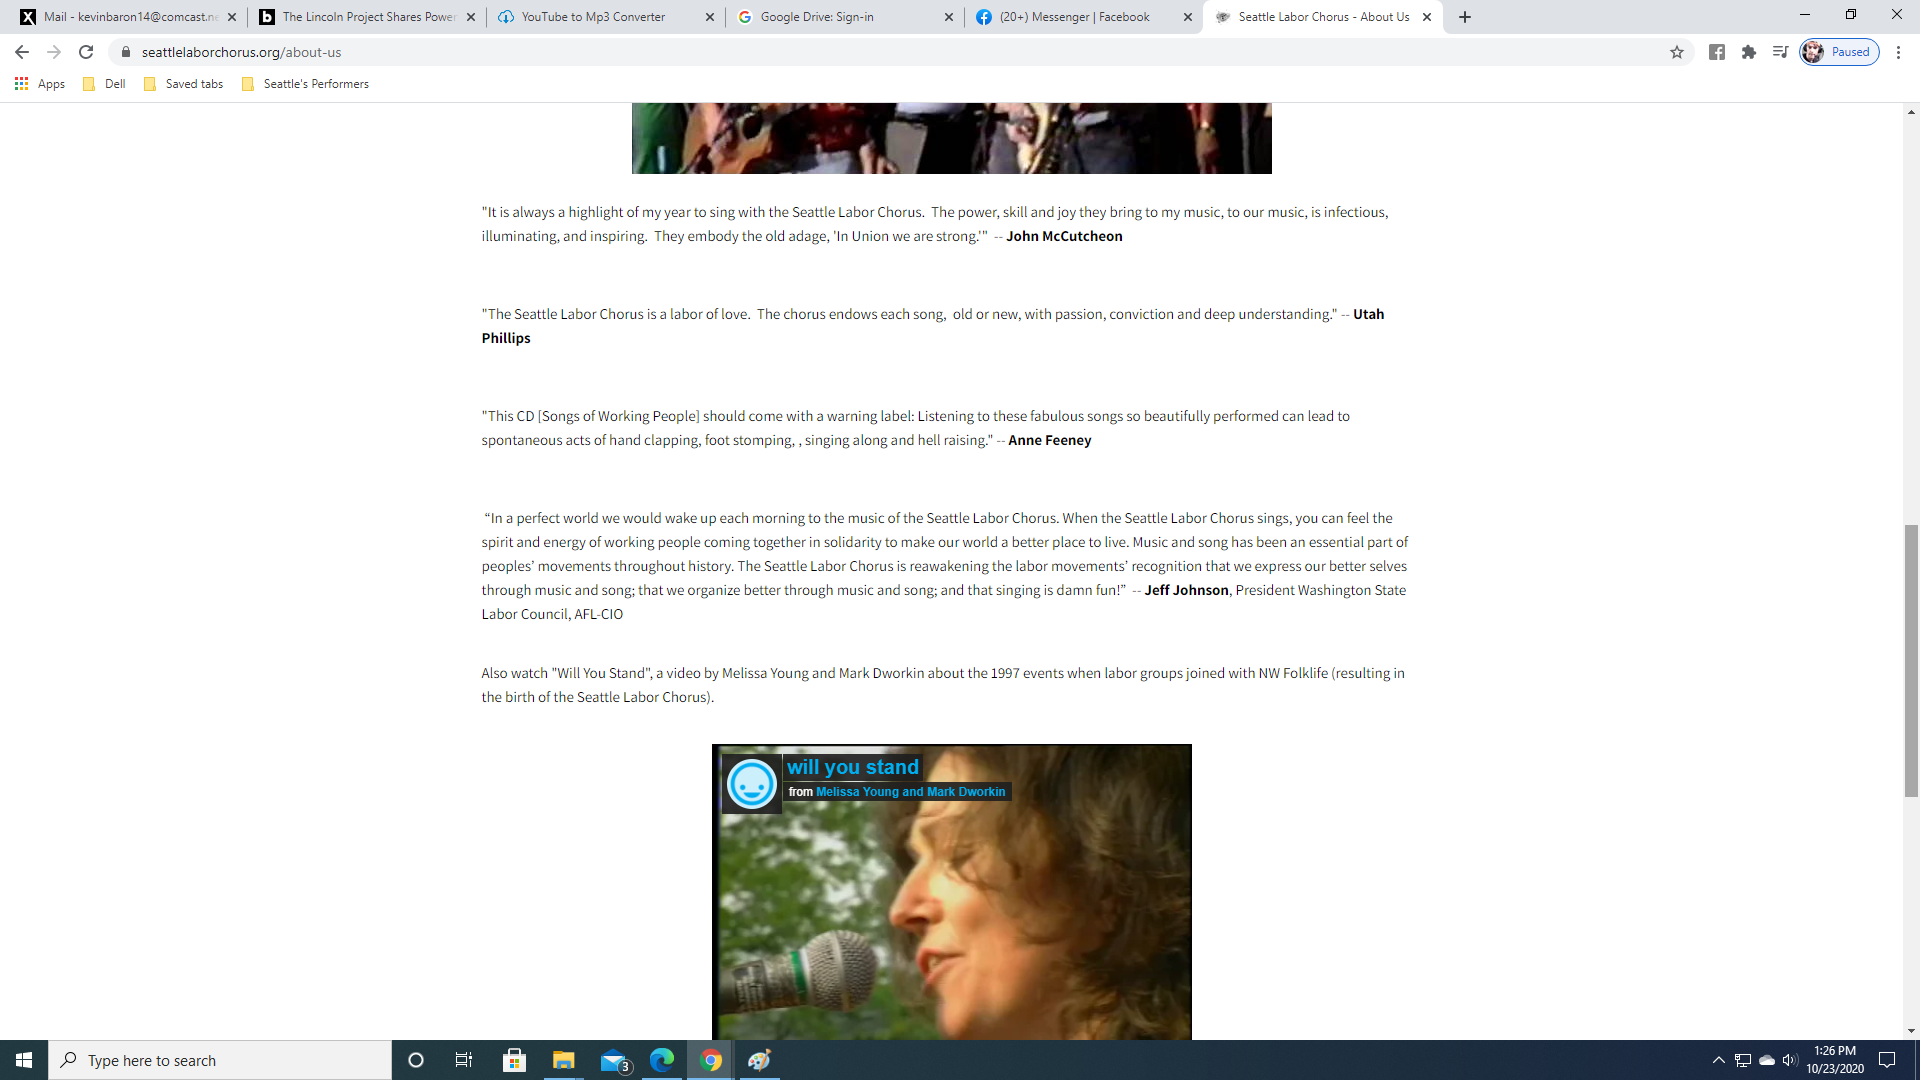 Mail - kevinbaron14@comcast.ne
The Lincoln Project Shares Power
YouTube to Mp3 Converter
Google Drive: Sign-in
(20+) Messenger | Facebook
Seattle Labor Chorus - About Us
seattlelaborchorus.org/about-us
Paused
Apps
Dell
Saved tabs
Seattle's Performers
"It is always a highlight of my year to sing with the Seattle Labor Chorus.  The power, skill and joy they bring to my music, to our music, is infectious,
illuminating, and inspiring.  They embody the old adage, 'In Union we are strong.'"  -- John McCutcheon
"The Seattle Labor Chorus is a labor of love.  The chorus endows each song,  old or new, with passion, conviction and deep understanding." -- Utah
Phillips
"This CD [Songs of Working People] should come with a warning label: Listening to these fabulous songs so beautifully performed can lead to
spontaneous acts of hand clapping, foot stomping, , singing along and hell raising." -- Anne Feeney
“In a perfect world we would wake up each morning to the music of the Seattle Labor Chorus. When the Seattle Labor Chorus sings, you can feel the
spirit and energy of working people coming together in solidarity to make our world a better place to live. Music and song has been an essential part of
peoples’ movements throughout history. The Seattle Labor Chorus is reawakening the labor movements’ recognition that we express our better selves
through music and song; that we organize better through music and song; and that singing is damn fun!”  -- Jeff Johnson, President Washington State
Labor Council, AFL-CIO
Also watch "Will You Stand", a video by Melissa Young and Mark Dworkin about the 1997 events when labor groups joined with NW Folklife (resulting in
the birth of the Seattle Labor Chorus).
will you stand
from Melissa Young and Mark Dworkin
Type here to search
3
1:26 PM
10/23/2020